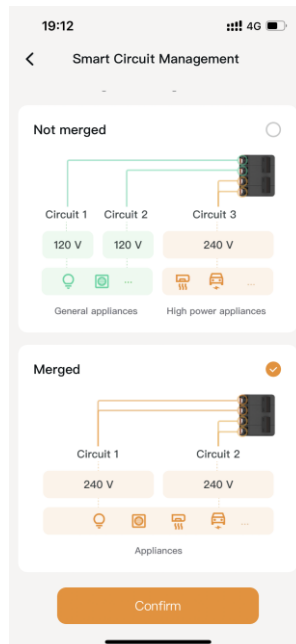 19:12 4G
Smart Circuit Management
Not merged
Circuit 1 Circuit 2 Circuit 3
120 V 120 V 240 V
...  ...
General appliances High power appliances
Merged
Circuit 1 Circuit 2
240 V 240 V
...
Appliances
Confirm